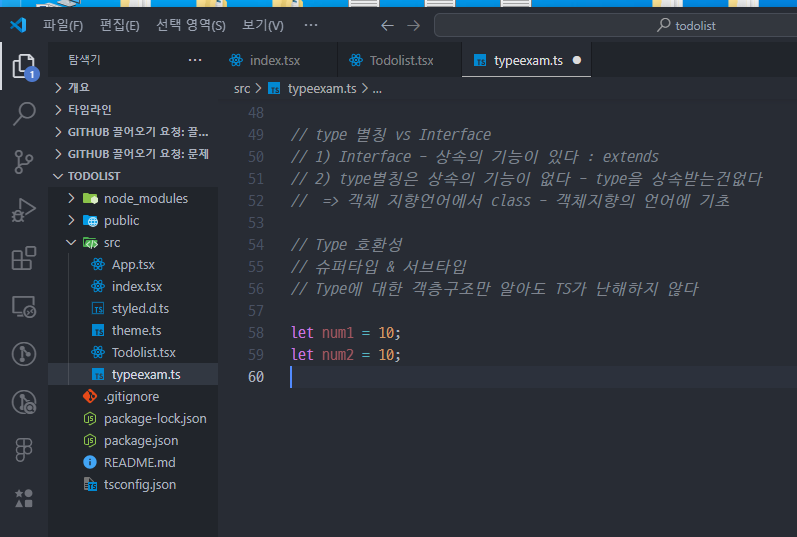 파일(F) 편집(E) 선택 영역(S) 보기(V) ··· ← → todolist
탐색기 ···
index.tsx Todolist.tsx TS typeexam.ts ●
1
개요
src > TS typeexam.ts > ...
타임라인
GITHUB 끌어오기 요청: 끌...
GITHUB 끌어오기 요청: 문제
TODOLIST
node_modules
public
src
App.tsx
index.tsx
TS styled.d.ts
TS theme.ts
Todolist.tsx
TS typeexam.ts
.gitignore
JS package-lock.json
JS package.json
README.md
TS tsconfig.json
48
49 // type 별칭 vs Interface
50 // 1) Interface - 상속의 기능이 있다 : extends
51 // 2) type별칭은 상속의 기능이 없다 - type을 상속받는건없다
52 //  => 객체 지향언어에서 class - 객체지향의 언어에 기초
53
54 // Type 호환성
55 // 슈퍼타입 & 서브타입
56 // Type에 대한 객층구조만 알아도 TS가 난해하지 않다
57
58 let num1 = 10;
59 let num2 = 10;
60